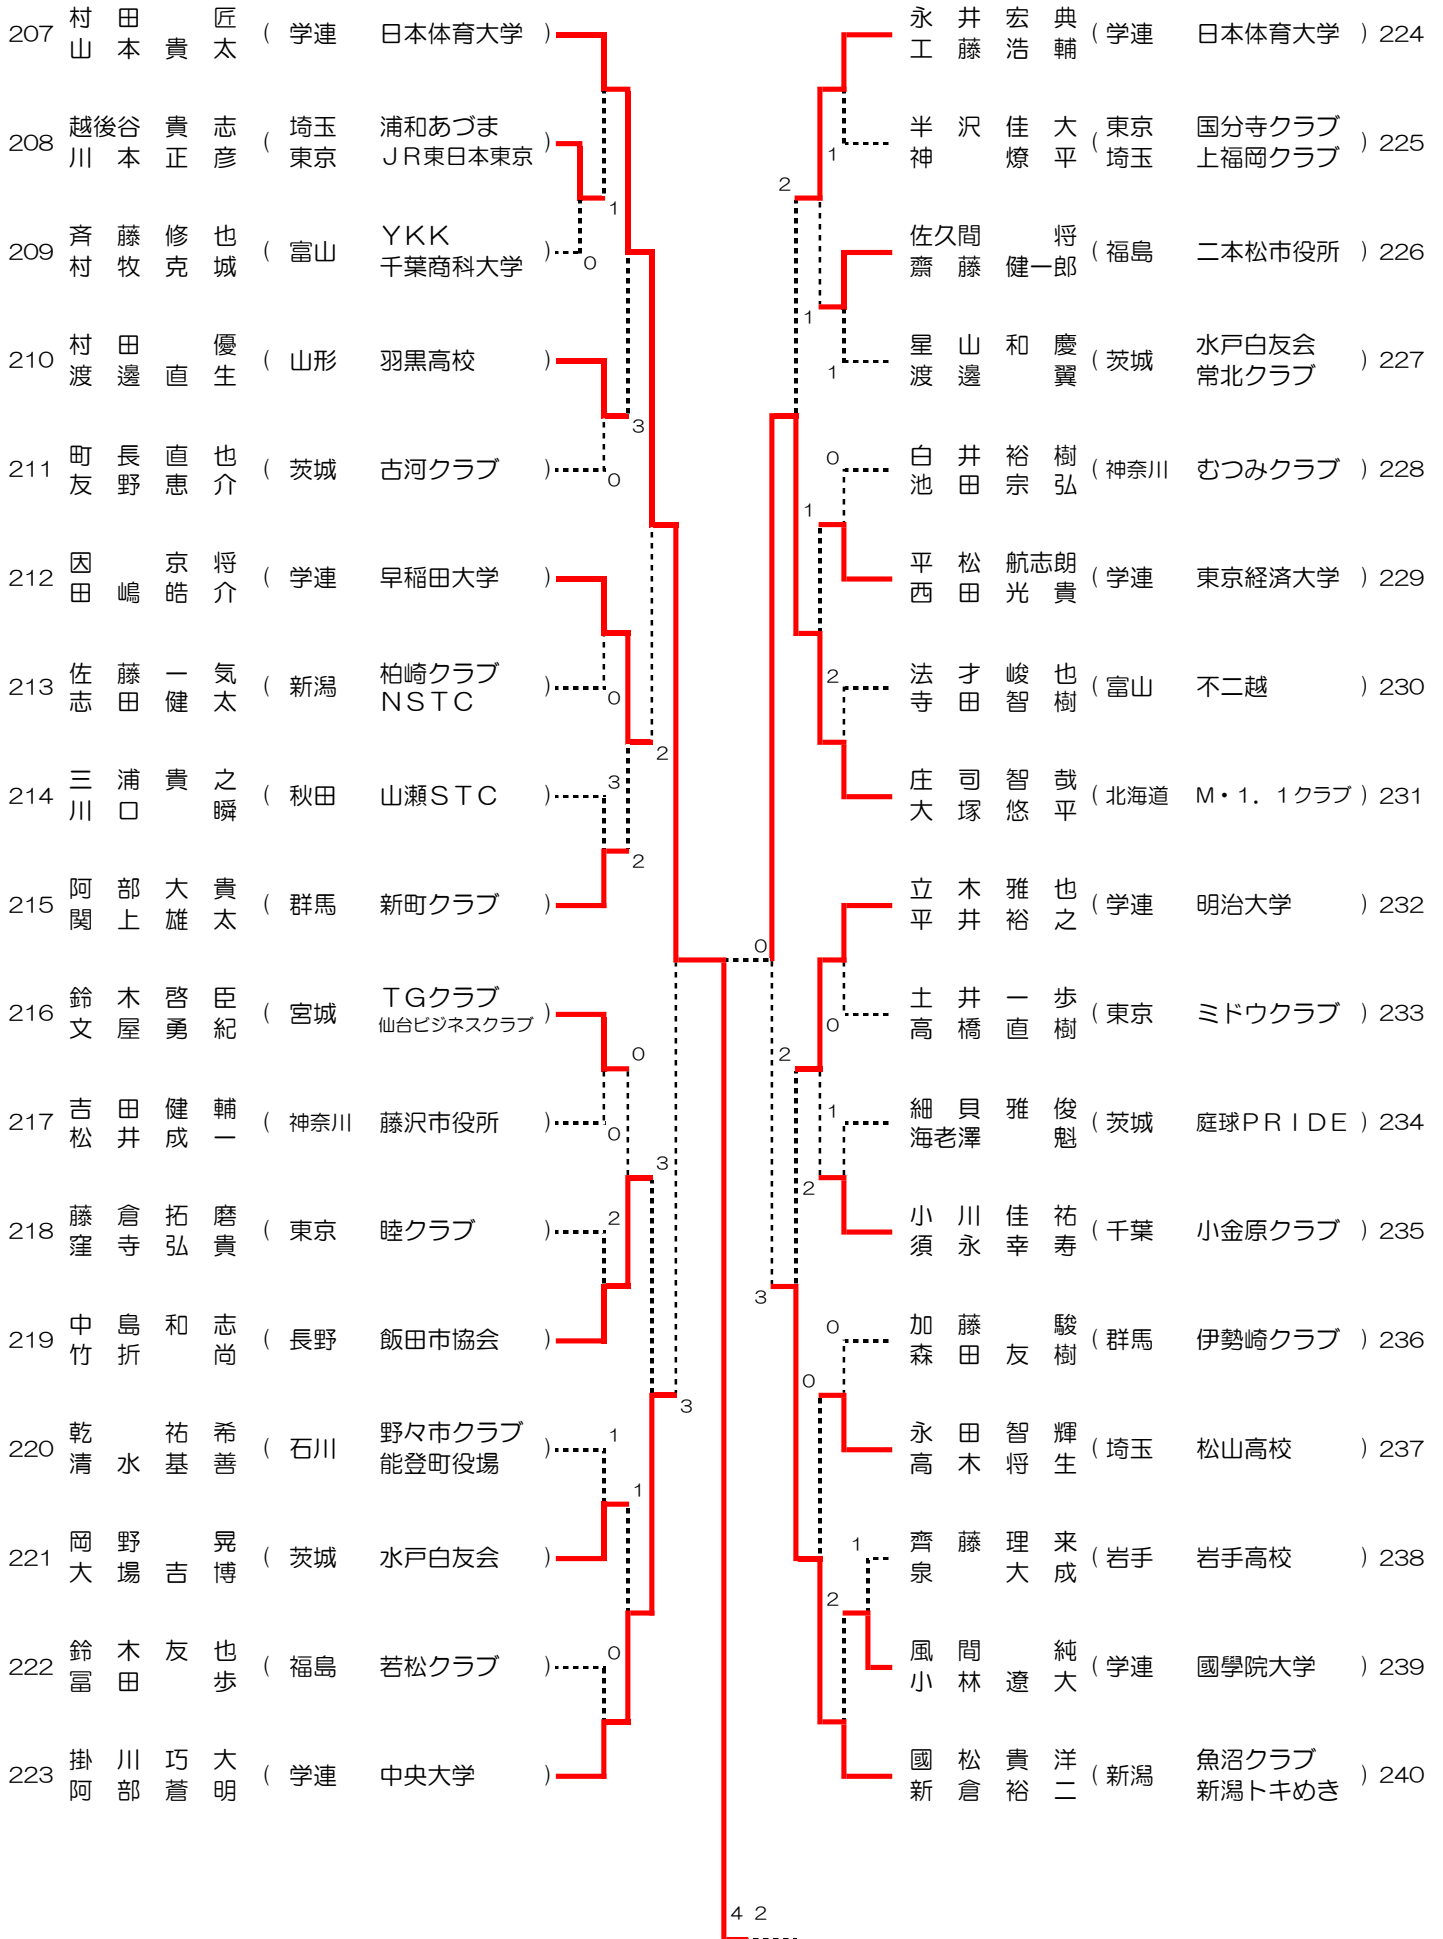 207 村田 匠 山本貴太 ( 学連 日本体育大学 )
208 越後谷貴志 川本正彦 ( 埼玉 東京 浦和あづま JR東日本東京 )
1
209 斉藤修也 村牧克城 ( 富山 YKK 千葉商科大学 )
0
210 村田 優 渡邊直生 ( 山形 羽黒高校 )
3
211 町長直也 友野恵介 ( 茨城 古河クラブ )
0
212 因 京将 田嶋皓介 ( 学連 早稲田大学 )
213 佐藤一気 志田健太 ( 新潟 柏崎クラブ NSTC )
0
2
214 三浦貴之 川口 瞬 ( 秋田 山瀬STC )
3
2
215 阿部大貴 関上雄太 ( 群馬 新町クラブ )
216 鈴木啓臣 文屋勇紀 ( 宮城 TGクラブ 仙台ビジネスクラブ )
0
217 吉田健輔 松井成一 ( 神奈川 藤沢市役所 )
0
3
218 藤倉拓磨 窪寺弘貴 ( 東京 睦クラブ )
2
219 中島和志 竹折 尚 ( 長野 飯田市協会 )
3
220 乾 祐希 清水基善 ( 石川 野々市クラブ 能登町役場 )
1
1
221 岡野 晃 大場吉博 ( 茨城 水戸白友会 )
222 鈴木友也 冨田 歩 ( 福島 若松クラブ )
0
223 掛川巧大 阿部蒼明 ( 学連 中央大学 )
永井宏典 工藤浩輔 ( 学連 日本体育大学 ) 224
1
半沢佳大 神 燎平 ( 東京 埼玉 国分寺クラブ 上福岡クラブ ) 225
2
佐久間 将 齋藤健一郎 ( 福島 二本松市役所 ) 226
1
1
星山和慶 渡邊 翼 ( 茨城 水戸白友会 常北クラブ ) 227
0
白井裕樹 池田宗弘 ( 神奈川 むつみクラブ ) 228
1
平松航志朗 西田光貴 ( 学連 東京経済大学 ) 229
2
法才峻也 寺田智樹 ( 富山 不二越 ) 230
庄司智哉 大塚悠平 ( 北海道 M・1.1クラブ ) 231
立木雅也 平井裕之 ( 学連 明治大学 ) 232
0
0
土井一歩 高橋直樹 ( 東京 ミドウクラブ ) 233
2
1
細貝雅俊 海老澤 魁 ( 茨城 庭球PRIDE ) 234
2
小川佳祐 須永幸寿 ( 千葉 小金原クラブ ) 235
3
0
加藤 駿 森田友樹 ( 群馬 伊勢崎クラブ ) 236
0
永田智輝 高木将生 ( 埼玉 松山高校 ) 237
1
齊藤理来 泉 大成 ( 岩手 岩手高校 ) 238
2
風間 純 小林遼大 ( 学連 國學院大学 ) 239
國松貴洋 新倉裕二 ( 新潟 魚沼クラブ 新潟トキめき ) 240
4 2